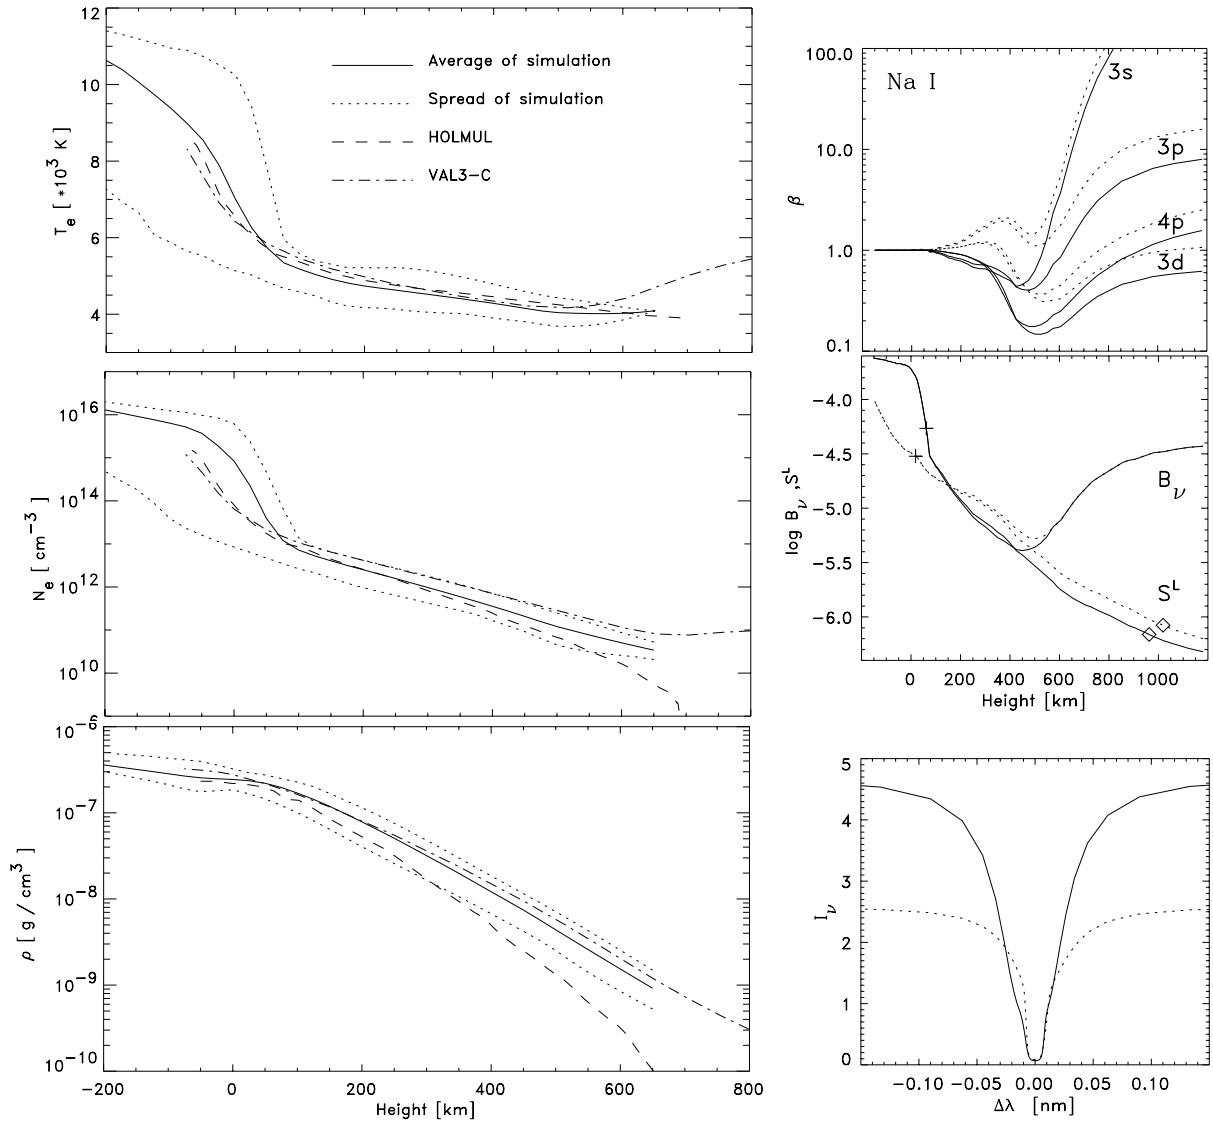 12
10
8
6
4
T_e [ *10^3 K ]
Average of simulation
Spread of simulation
HOLMUL
VAL3-C
10^16
10^14
10^12
10^10
N_e [ cm^-3 ]
10^-6
10^-7
10^-8
10^-9
10^-10
ρ [ g / cm^3 ]
-200 0 200 400 600 800
Height [km]
100.0
10.0
1.0
0.1
β
Na I
3s
3p
4p
3d
-4.0
-4.5
-5.0
-5.5
-6.0
log B_ν ,S^L
B_ν
S^L
0 200 400 600 800 1000
Height [km]
5
4
3
2
1
0
I_ν
-0.10 -0.05 0.00 0.05 0.10
Δλ [nm]